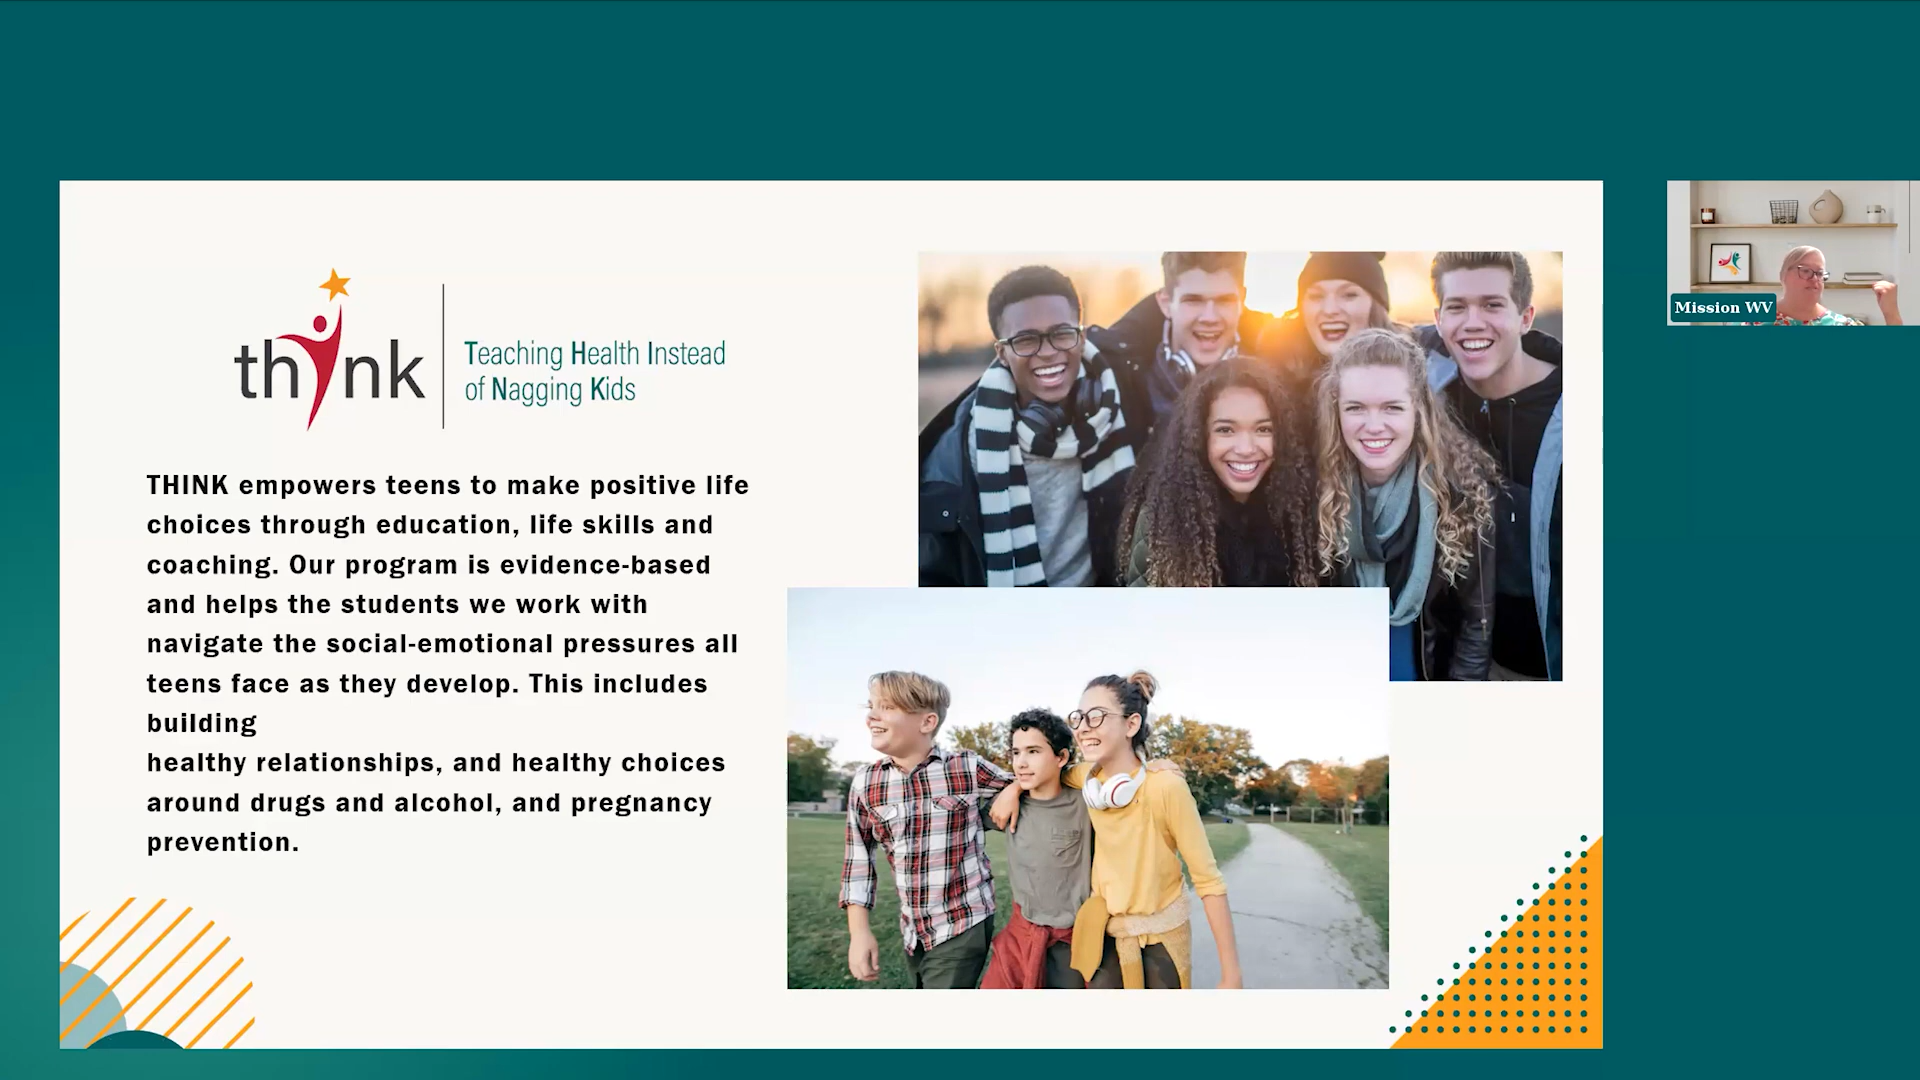 think
Teaching Health Instead
of Nagging Kids
THINK empowers teens to make positive life
choices through education, life skills and
coaching. Our program is evidence-based
and helps the students we work with
navigate the social-emotional pressures all
teens face as they develop. This includes
building
healthy relationships, and healthy choices
around drugs and alcohol, and pregnancy
prevention.
Mission WV